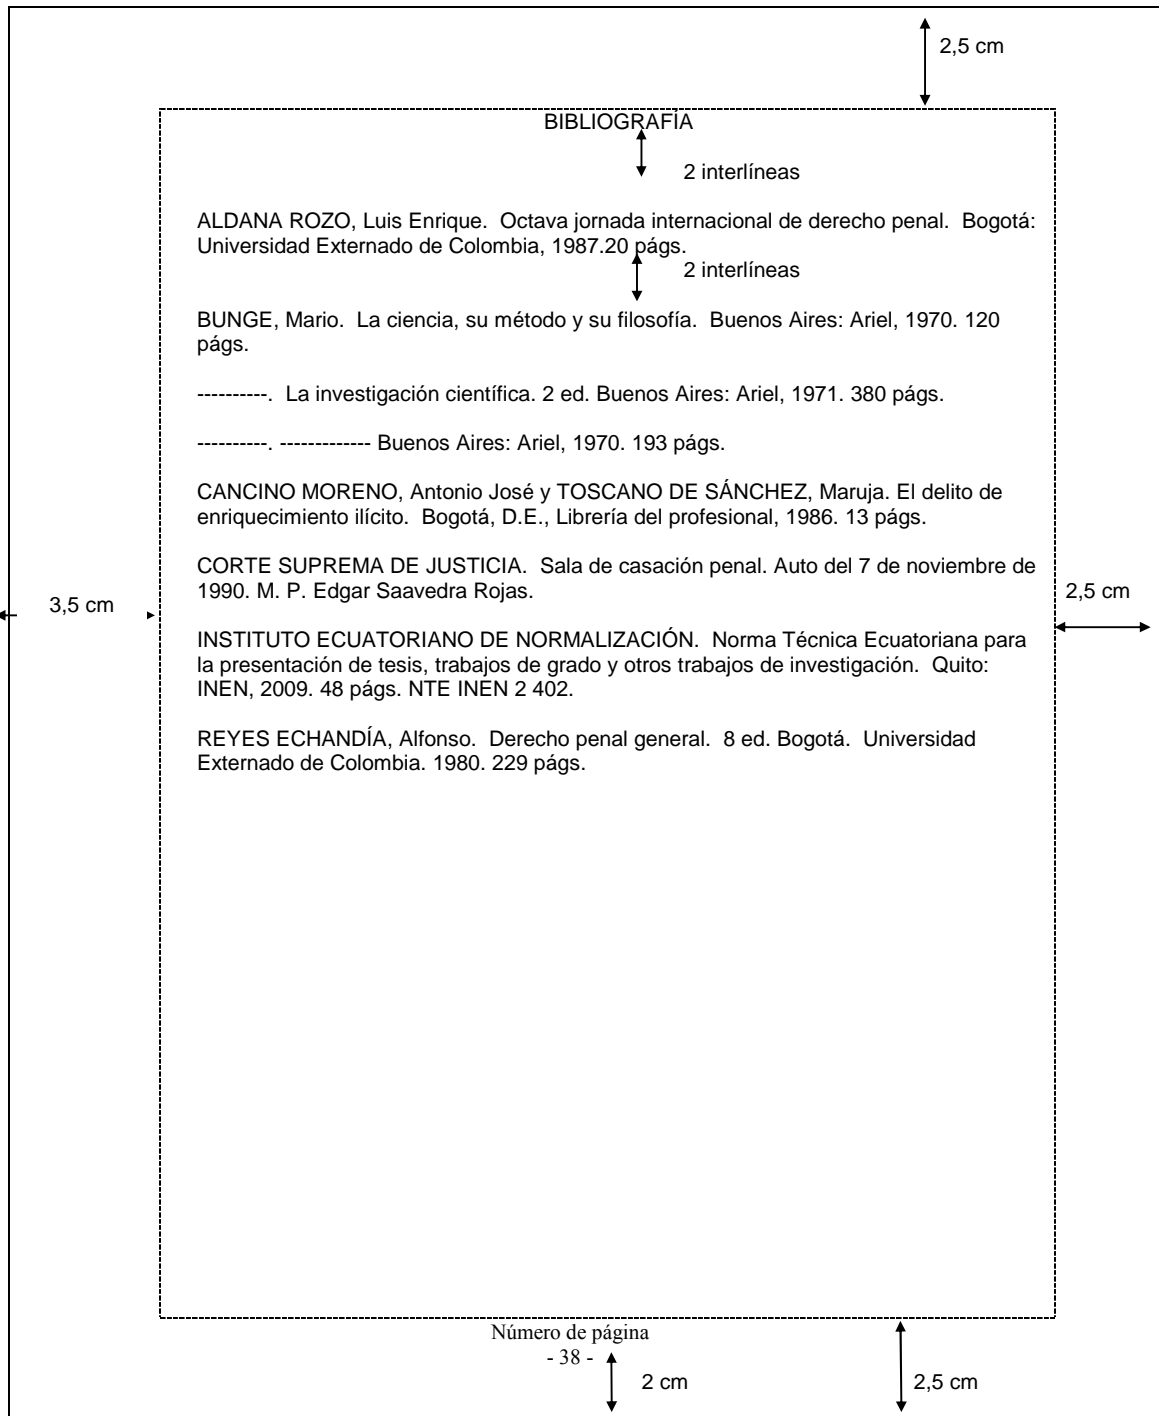 2,5 cm
BIBLIOGRAFÍA
2 interlíneas
ALDANA ROZO, Luis Enrique.  Octava jornada internacional de derecho penal.  Bogotá:
Universidad Externado de Colombia, 1987.20 págs.
2 interlíneas
BUNGE, Mario.  La ciencia, su método y su filosofía.  Buenos Aires: Ariel, 1970. 120
págs.
----------.  La investigación científica. 2 ed. Buenos Aires: Ariel, 1971. 380 págs.
----------. ------------- Buenos Aires: Ariel, 1970. 193 págs.
CANCINO MORENO, Antonio José y TOSCANO DE SÁNCHEZ, Maruja. El delito de
enriquecimiento ilícito.  Bogotá, D.E., Librería del profesional, 1986. 13 págs.
CORTE SUPREMA DE JUSTICIA.  Sala de casación penal. Auto del 7 de noviembre de
1990. M. P. Edgar Saavedra Rojas.
3,5 cm
2,5 cm
INSTITUTO ECUATORIANO DE NORMALIZACIÓN.  Norma Técnica Ecuatoriana para
la presentación de tesis, trabajos de grado y otros trabajos de investigación.  Quito:
INEN, 2009. 48 págs. NTE INEN 2 402.
REYES ECHANDÍA, Alfonso.  Derecho penal general.  8 ed. Bogotá.  Universidad
Externado de Colombia. 1980. 229 págs.
Número de página
- 38 -
2 cm
2,5 cm